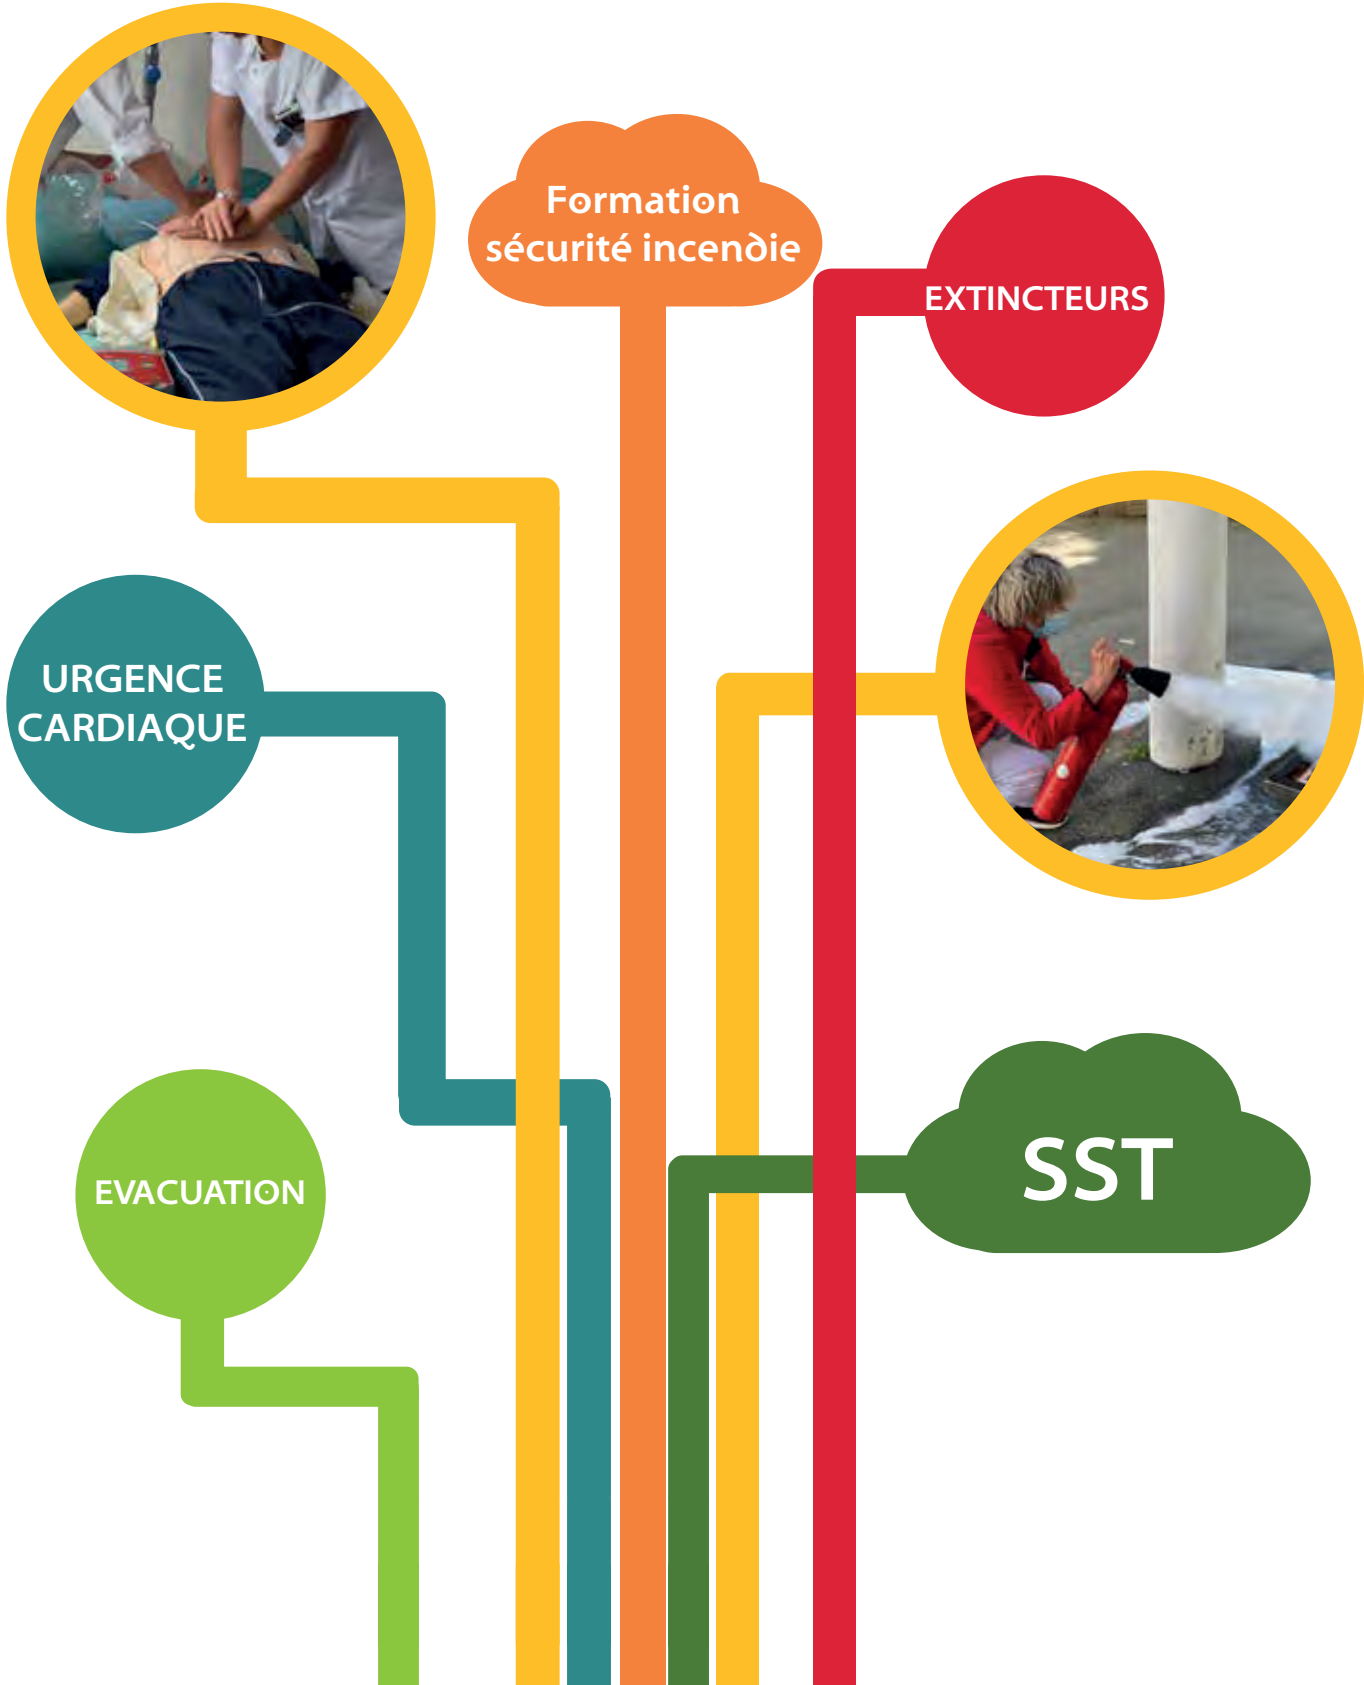 Formation
sécurité incendie
EXTINCTEURS
URGENCE
CARDIAQUE
EVACUATION
SST